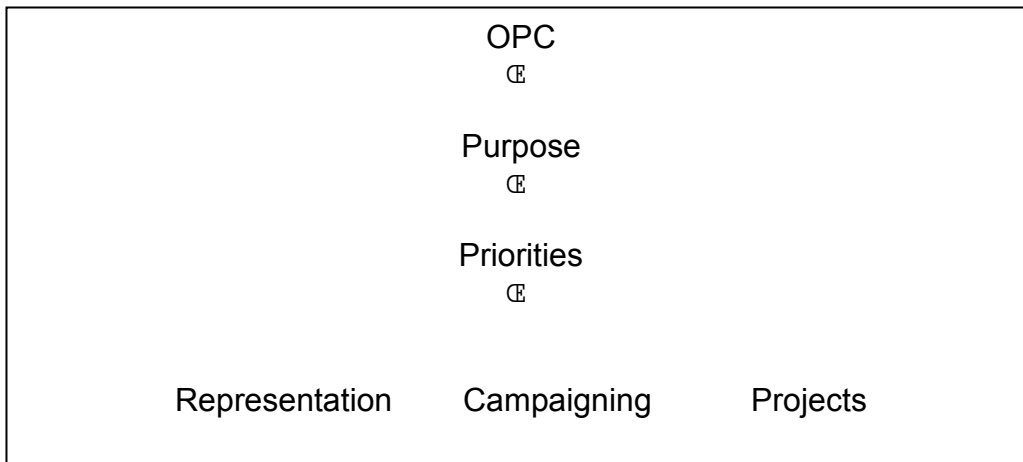 OPC
Œ
Purpose
Œ
Priorities
Œ
Representation Campaigning Projects